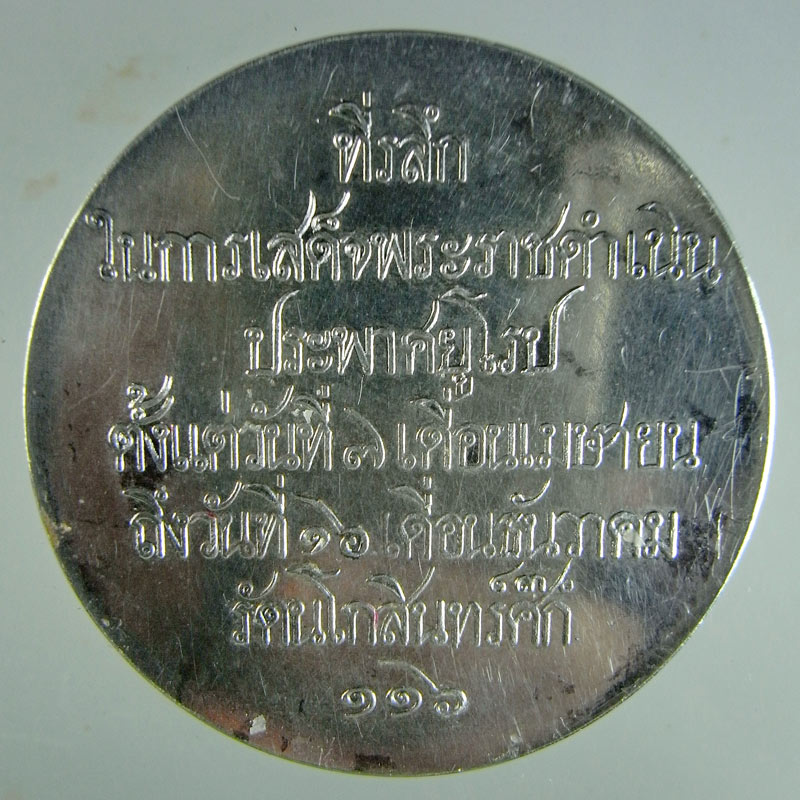 ที่รลึก
ในการเสด็จพระราชดำเนิน
ประพาศยูโรป
ตั้งแต่วันที่ ๗ เดือนเมษายน
ถึงวันที่ ๑๖ เดือนธันวาคม
รัตนโกสินทร์ศก
๑๑๖